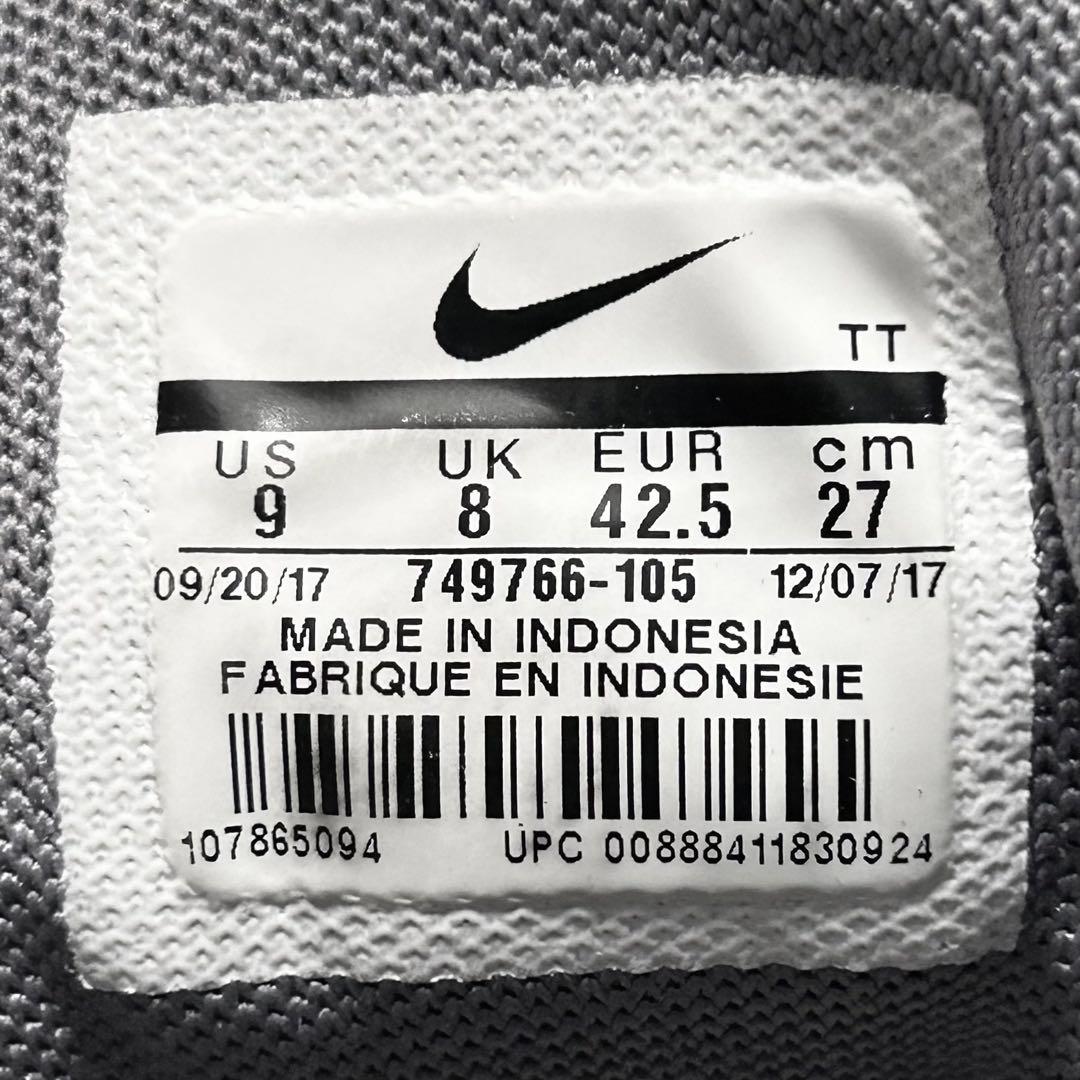 TT
US UK EUR cm
9 8 42.5 27
09/20/17 749766-105 12/07/17
MADE IN INDONESIA
FABRIQUE EN INDONESIE
107865094 UPC 00888411830924